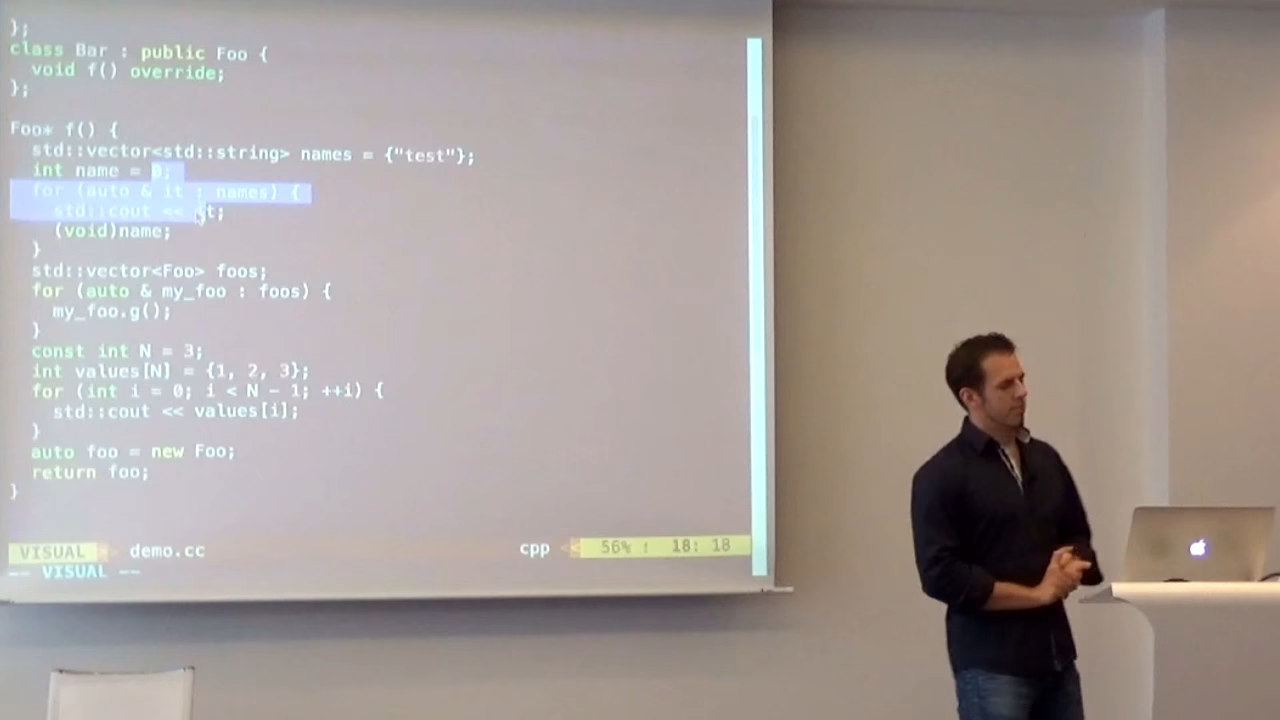 };
class Bar : public Foo {
  void f() override;
};

Foo* f() {
  std::vector<std::string> names = {"test"};
  int name = 0;
  for (auto & it : names) {
    std::cout << it;
    (void)name;
  }
  std::vector<Foo> foos;
  for (auto & my_foo : foos) {
    my_foo.g();
  }
  const int N = 3;
  int values[N] = {1, 2, 3};
  for (int i = 0; i < N - 1; ++i) {
    std::cout << values[i];
  }
  auto foo = new Foo;
  return foo;
}
VISUAL demo.cc cpp 56% : 18: 18
-- VISUAL --